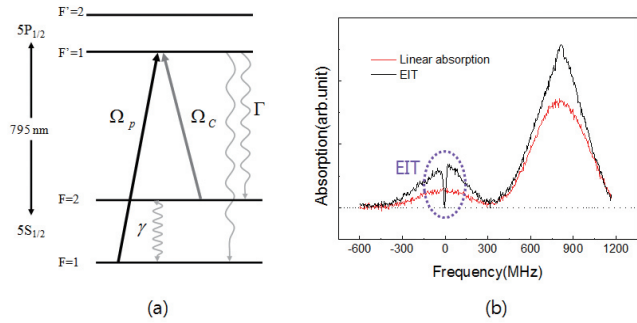 F'=2
5P1/2
F'=1
Ωp
ΩC
Γ
795 nm
F=2
5S1/2
γ
F=1
(a)
Linear absorption
EIT
EIT
Absorption(arb.unit)
-600 -300 0 300 600 900 1200
Frequency(MHz)
(b)